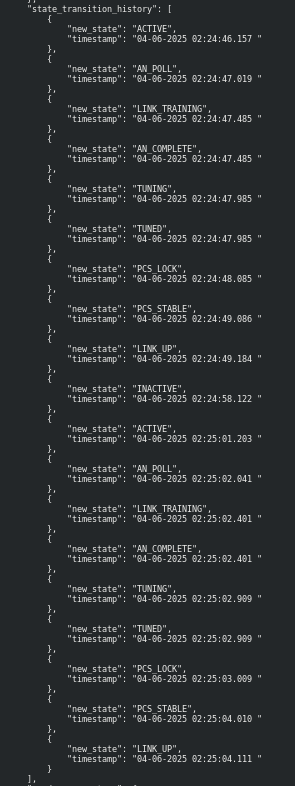 "state_transition_history": [
{
"new_state": "ACTIVE",
"timestamp": "04-06-2025 02:24:46.157 "
},
{
"new_state": "AN_POLL",
"timestamp": "04-06-2025 02:24:47.019 "
},
{
"new_state": "LINK_TRAINING",
"timestamp": "04-06-2025 02:24:47.485 "
},
{
"new_state": "AN_COMPLETE",
"timestamp": "04-06-2025 02:24:47.485 "
},
{
"new_state": "TUNING",
"timestamp": "04-06-2025 02:24:47.985 "
},
{
"new_state": "TUNED",
"timestamp": "04-06-2025 02:24:47.985 "
},
{
"new_state": "PCS_LOCK",
"timestamp": "04-06-2025 02:24:48.085 "
},
{
"new_state": "PCS_STABLE",
"timestamp": "04-06-2025 02:24:49.086 "
},
{
"new_state": "LINK_UP",
"timestamp": "04-06-2025 02:24:49.184 "
},
{
"new_state": "INACTIVE",
"timestamp": "04-06-2025 02:24:58.122 "
},
{
"new_state": "ACTIVE",
"timestamp": "04-06-2025 02:25:01.203 "
},
{
"new_state": "AN_POLL",
"timestamp": "04-06-2025 02:25:02.041 "
},
{
"new_state": "LINK_TRAINING",
"timestamp": "04-06-2025 02:25:02.401 "
},
{
"new_state": "AN_COMPLETE",
"timestamp": "04-06-2025 02:25:02.401 "
},
{
"new_state": "TUNING",
"timestamp": "04-06-2025 02:25:02.909 "
},
{
"new_state": "TUNED",
"timestamp": "04-06-2025 02:25:02.909 "
},
{
"new_state": "PCS_LOCK",
"timestamp": "04-06-2025 02:25:03.009 "
},
{
"new_state": "PCS_STABLE",
"timestamp": "04-06-2025 02:25:04.010 "
},
{
"new_state": "LINK_UP",
"timestamp": "04-06-2025 02:25:04.111 "
}
],